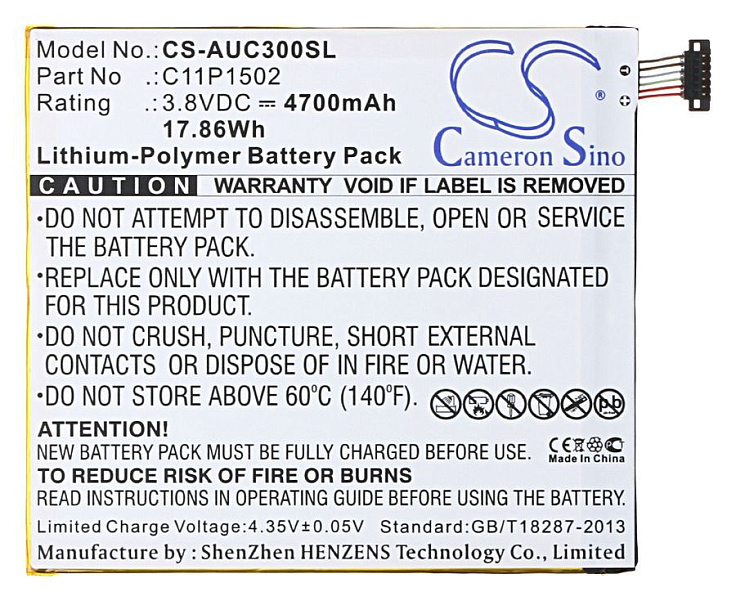 Model No.: CS-AUC300SL
Part No .: C11P1502
Rating : 3.8VDC ⎓ 4700mAh
17.86Wh
Lithium-Polymer Battery Pack
® 
Cameron Sino
CAUTION WARRANTY VOID IF LABEL IS REMOVED
•DO NOT ATTEMPT TO DISASSEMBLE, OPEN OR SERVICE
THE BATTERY PACK.
•REPLACE ONLY WITH THE BATTERY PACK DESIGNATED
FOR THIS PRODUCT.
•DO NOT CRUSH, PUNCTURE, SHORT EXTERNAL
CONTACTS OR DISPOSE OF IN FIRE OR WATER.
•DO NOT STORE ABOVE 60°C (140°F).
pb
ATTENTION!
NEW BATTERY PACK MUST BE FULLY CHARGED BEFORE USE.
CE
Made In China
TO REDUCE RISK OF FIRE OR BURNS
READ INSTRUCTIONS IN OPERATING GUIDE BEFORE USING THE BATTERY.
Limited Charge Voltage:4.35V±0.05V Standard:GB/T18287-2013
Manufacture by : ShenZhen HENZENS Technology Co., Limited